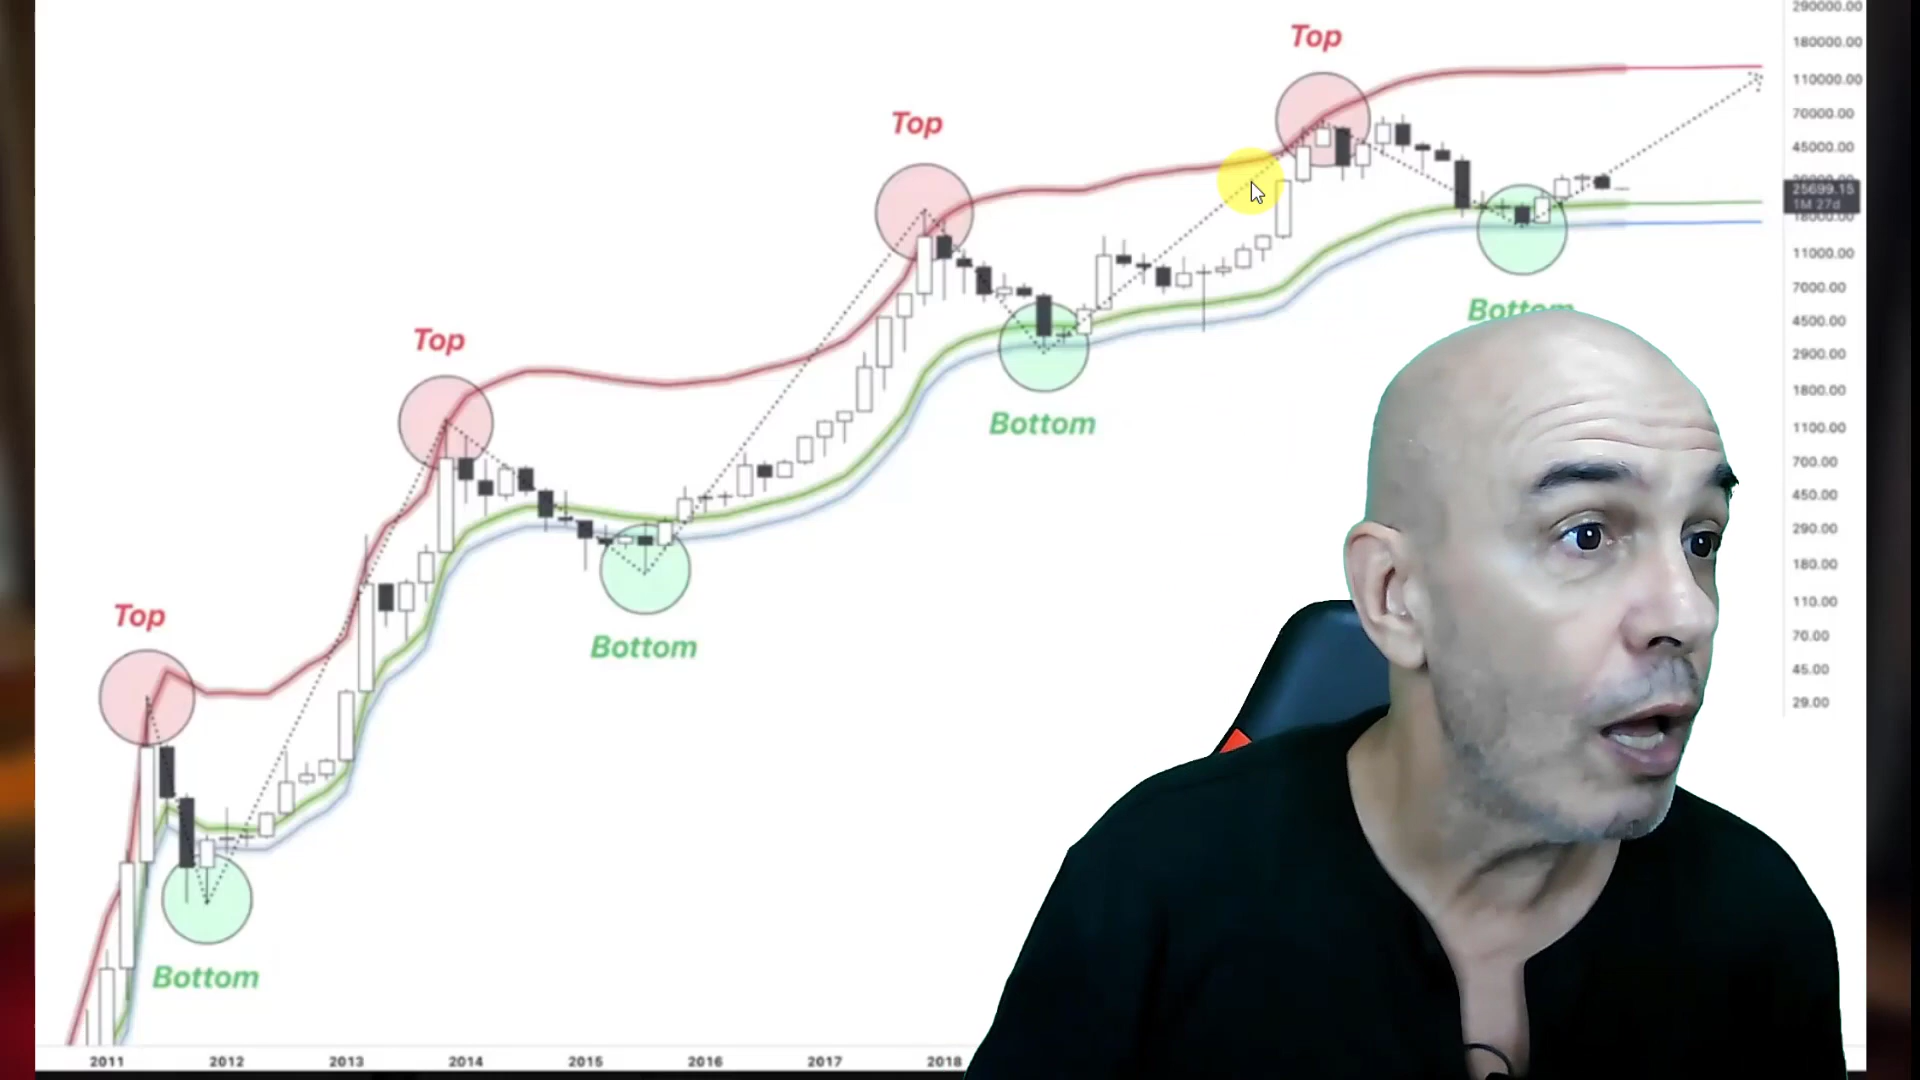 290000.00
Top
180000.00
110000.00
70000.00
Top
45000.00
25699.15
1M 27d
18000.00
11000.00
7000.00
Bottom
4500.00
Top
2900.00
1800.00
Bottom
1100.00
700.00
450.00
290.00
180.00
Top
110.00
Bottom
70.00
45.00
29.00
Bottom
2011 2012 2013 2014 2015 2016 2017 2018